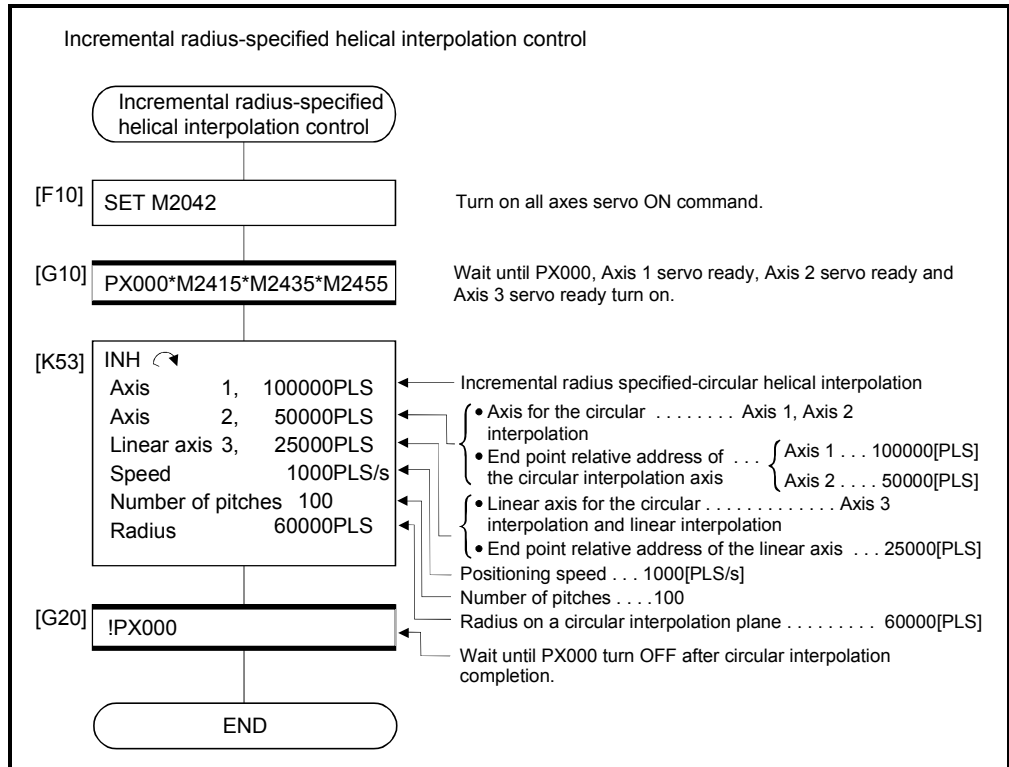 Incremental radius-specified helical interpolation control
Incremental radius-specified
helical interpolation control
[F10]
SET M2042
Turn on all axes servo ON command.
[G10]
PX000*M2415*M2435*M2455
Wait until PX000, Axis 1 servo ready, Axis 2 servo ready and
Axis 3 servo ready turn on.
[K53]
INH
Axis 1, 100000PLS
Axis 2, 50000PLS
Linear axis 3, 25000PLS
Speed 1000PLS/s
Number of pitches 100
Radius 60000PLS
Incremental radius specified-circular helical interpolation
• Axis for the circular . . . . . . . . Axis 1, Axis 2
interpolation
• End point relative address of . . . Axis 1 . . . 100000[PLS]
the circular interpolation axis Axis 2 . . . . 50000[PLS]
• Linear axis for the circular . . . . . . . . . . . . . Axis 3
interpolation and linear interpolation
• End point relative address of the linear axis . . . 25000[PLS]
Positioning speed . . . 1000[PLS/s]
Number of pitches . . . .100
Radius on a circular interpolation plane . . . . . . . . . 60000[PLS]
[G20]
!PX000
Wait until PX000 turn OFF after circular interpolation
completion.
END